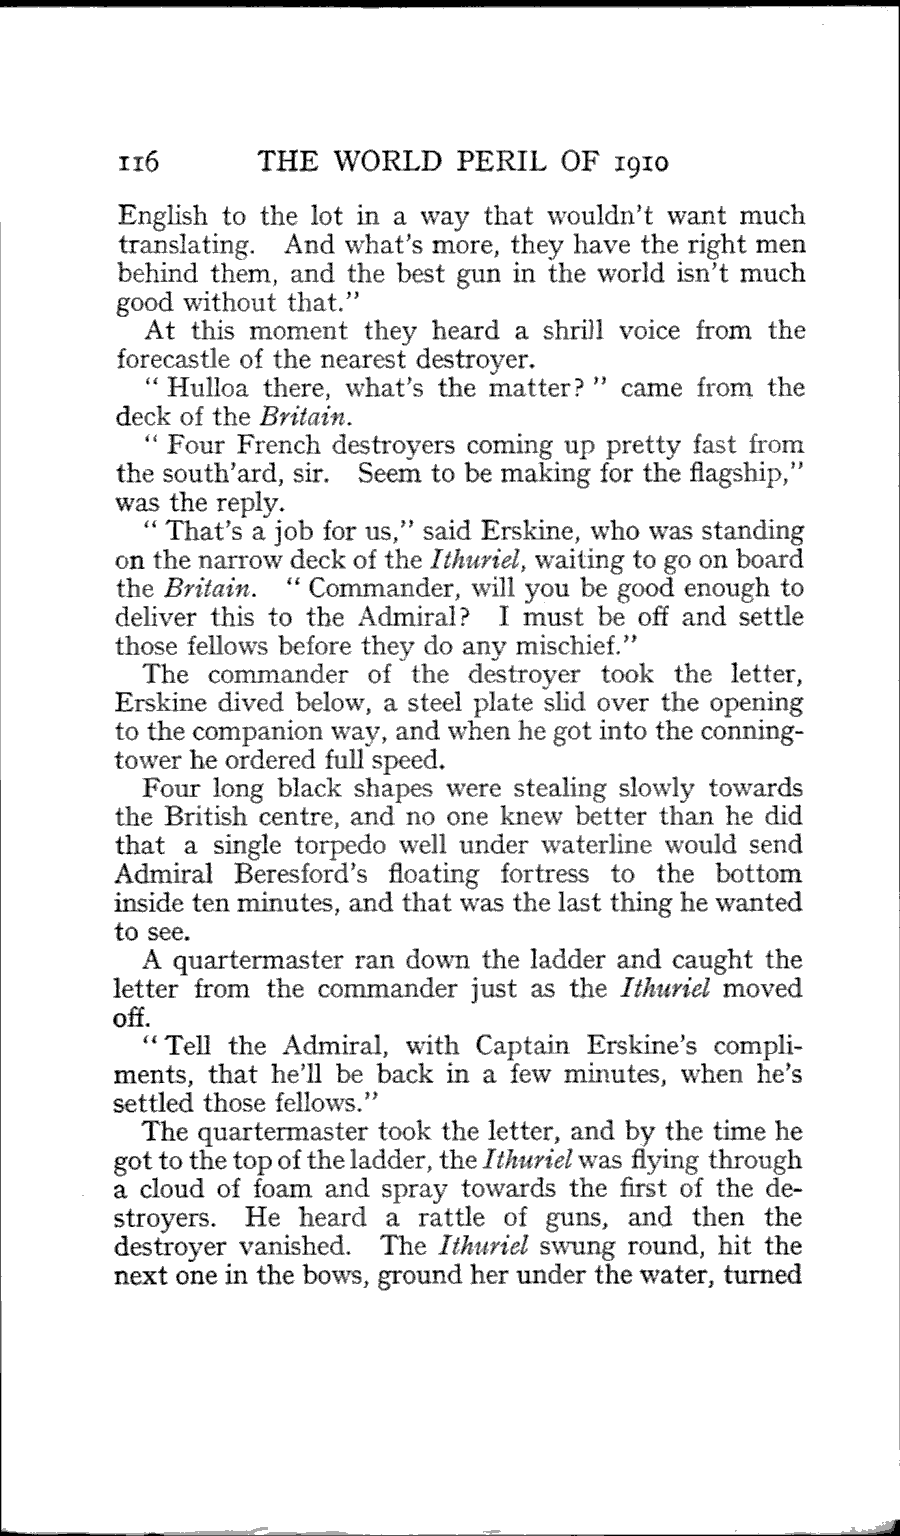 116 THE WORLD PERIL OF 1910
English to the lot in a way that wouldn't want much
translating. And what's more, they have the right men
behind them, and the best gun in the world isn't much
good without that."
At this moment they heard a shrill voice from the
forecastle of the nearest destroyer.
"Hulloa there, what's the matter?" came from the
deck of the Britain.
"Four French destroyers coming up pretty fast from
the south'ard, sir. Seem to be making for the flagship,"
was the reply.
"That's a job for us," said Erskine, who was standing
on the narrow deck of the Ithuriel, waiting to go on board
the Britain. "Commander, will you be good enough to
deliver this to the Admiral? I must be off and settle
those fellows before they do any mischief."
The commander of the destroyer took the letter,
Erskine dived below, a steel plate slid over the opening
to the companion way, and when he got into the conning-
tower he ordered full speed.
Four long black shapes were stealing slowly towards
the British centre, and no one knew better than he did
that a single torpedo well under waterline would send
Admiral Beresford's floating fortress to the bottom
inside ten minutes, and that was the last thing he wanted
to see.
A quartermaster ran down the ladder and caught the
letter from the commander just as the Ithuriel moved
off.
"Tell the Admiral, with Captain Erskine's compli-
ments, that he'll be back in a few minutes, when he's
settled those fellows."
The quartermaster took the letter, and by the time he
got to the top of the ladder, the Ithuriel was flying through
a cloud of foam and spray towards the first of the de-
stroyers. He heard a rattle of guns, and then the
destroyer vanished. The Ithuriel swung round, hit the
next one in the bows, ground her under the water, turned